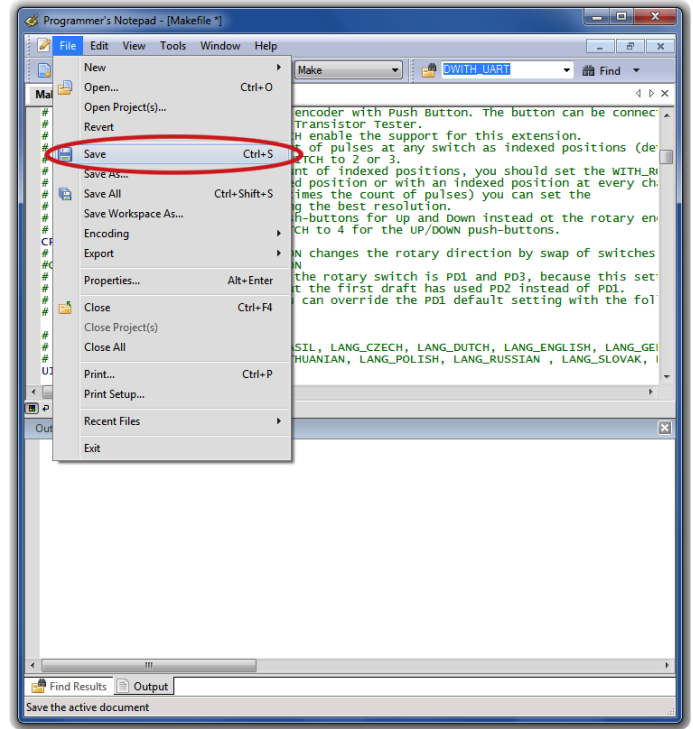 Programmer's Notepad - [Makefile *]
File Edit View Tools Window Help
Make DWITH_UART Find
Mal
New
Open... Ctrl+O
Open Project(s)...
Revert
Save Ctrl+S
Save As...
Save All Ctrl+Shift+S
Save Workspace As...
Encoding
Export
Properties... Alt+Enter
Close Ctrl+F4
Close Project(s)
Close All
Print... Ctrl+P
Print Setup...
Recent Files
Exit
encoder with Push Button. The button can be connec
Transistor Tester.
H enable the support for this extension.
t of pulses at any switch as indexed positions (de
ITCH to 2 or 3.
nt of indexed positions, you should set the WITH_R
ed position or with an indexed position at every ch
times the count of pulses) you can set the
ng the best resolution.
h-buttons for Up and Down instead ot the rotary en
CH to 4 for the UP/DOWN push-buttons.
ON changes the rotary direction by swap of switches
ON
the rotary switch is PD1 and PD3, because this set
t the first draft has used PD2 instead of PD1.
can override the PD1 default setting with the fol
SIL, LANG_CZECH, LANG_DUTCH, LANG_ENGLISH, LANG_GE
THUANIAN, LANG_POLISH, LANG_RUSSIAN , LANG_SLOVAK,
UI
Out
Find Results Output
Save the active document